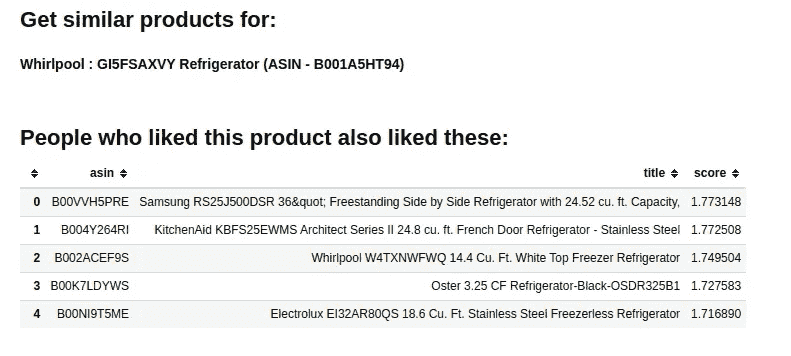 Get similar products for:
Whirlpool : GI5FSAXVY Refrigerator (ASIN - B001A5HT94)
People who liked this product also liked these:
asin title score
0 B00VVH5PRE Samsung RS25J500DSR 36&quot; Freestanding Side by Side Refrigerator with 24.52 cu. ft. Capacity, 1.773148
1 B004Y264RI KitchenAid KBFS25EWMS Architect Series II 24.8 cu. ft. French Door Refrigerator - Stainless Steel 1.772508
2 B002ACEF9S Whirlpool W4TXNWFWQ 14.4 Cu. Ft. White Top Freezer Refrigerator 1.749504
3 B00K7LDYWS Oster 3.25 CF Refrigerator-Black-OSDR325B1 1.727583
4 B00NI9T5ME Electrolux EI32AR80QS 18.6 Cu. Ft. Stainless Steel Freezerless Refrigerator 1.716890